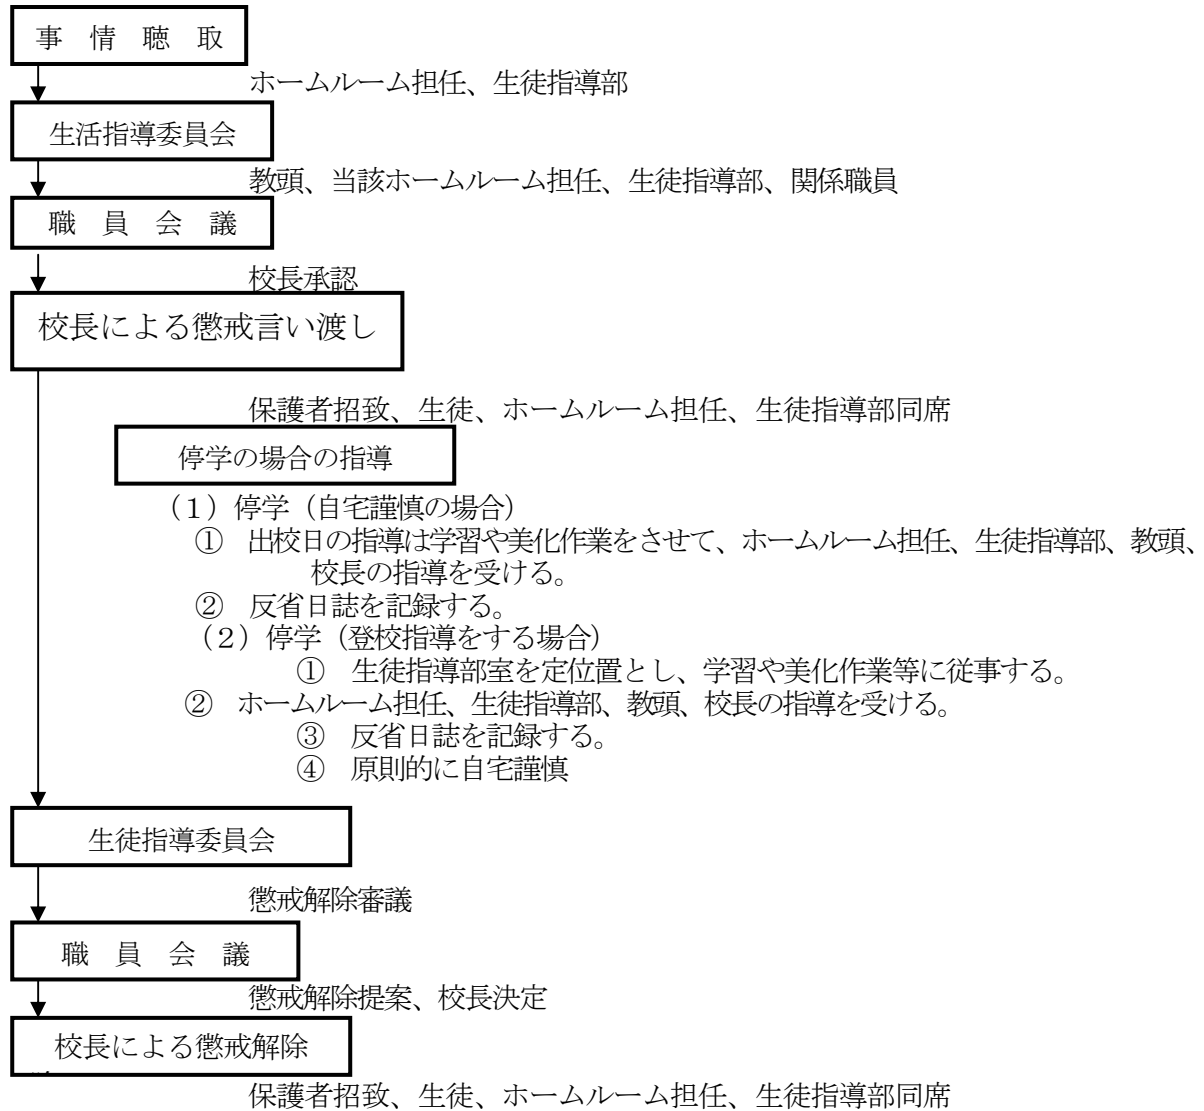 事　情　聴　取
ホームルーム担任、生徒指導部
生活指導委員会
教頭、当該ホームルーム担任、生徒指導部、関係職員
職　員　会　議
校長承認
校長による懲戒言い渡し
保護者招致、生徒、ホームルーム担任、生徒指導部同席
停学の場合の指導
（１）停学（自宅謹慎の場合）
①　出校日の指導は学習や美化作業をさせて、ホームルーム担任、生徒指導部、教頭、
校長の指導を受ける。
②　反省日誌を記録する。
（２）停学（登校指導をする場合）
①　生徒指導部室を定位置とし、学習や美化作業等に従事する。
②　ホームルーム担任、生徒指導部、教頭、校長の指導を受ける。
③　反省日誌を記録する。
④　原則的に自宅謹慎
生徒指導委員会
懲戒解除審議
職　員　会　議
懲戒解除提案、校長決定
校長による懲戒解除
保護者招致、生徒、ホームルーム担任、生徒指導部同席